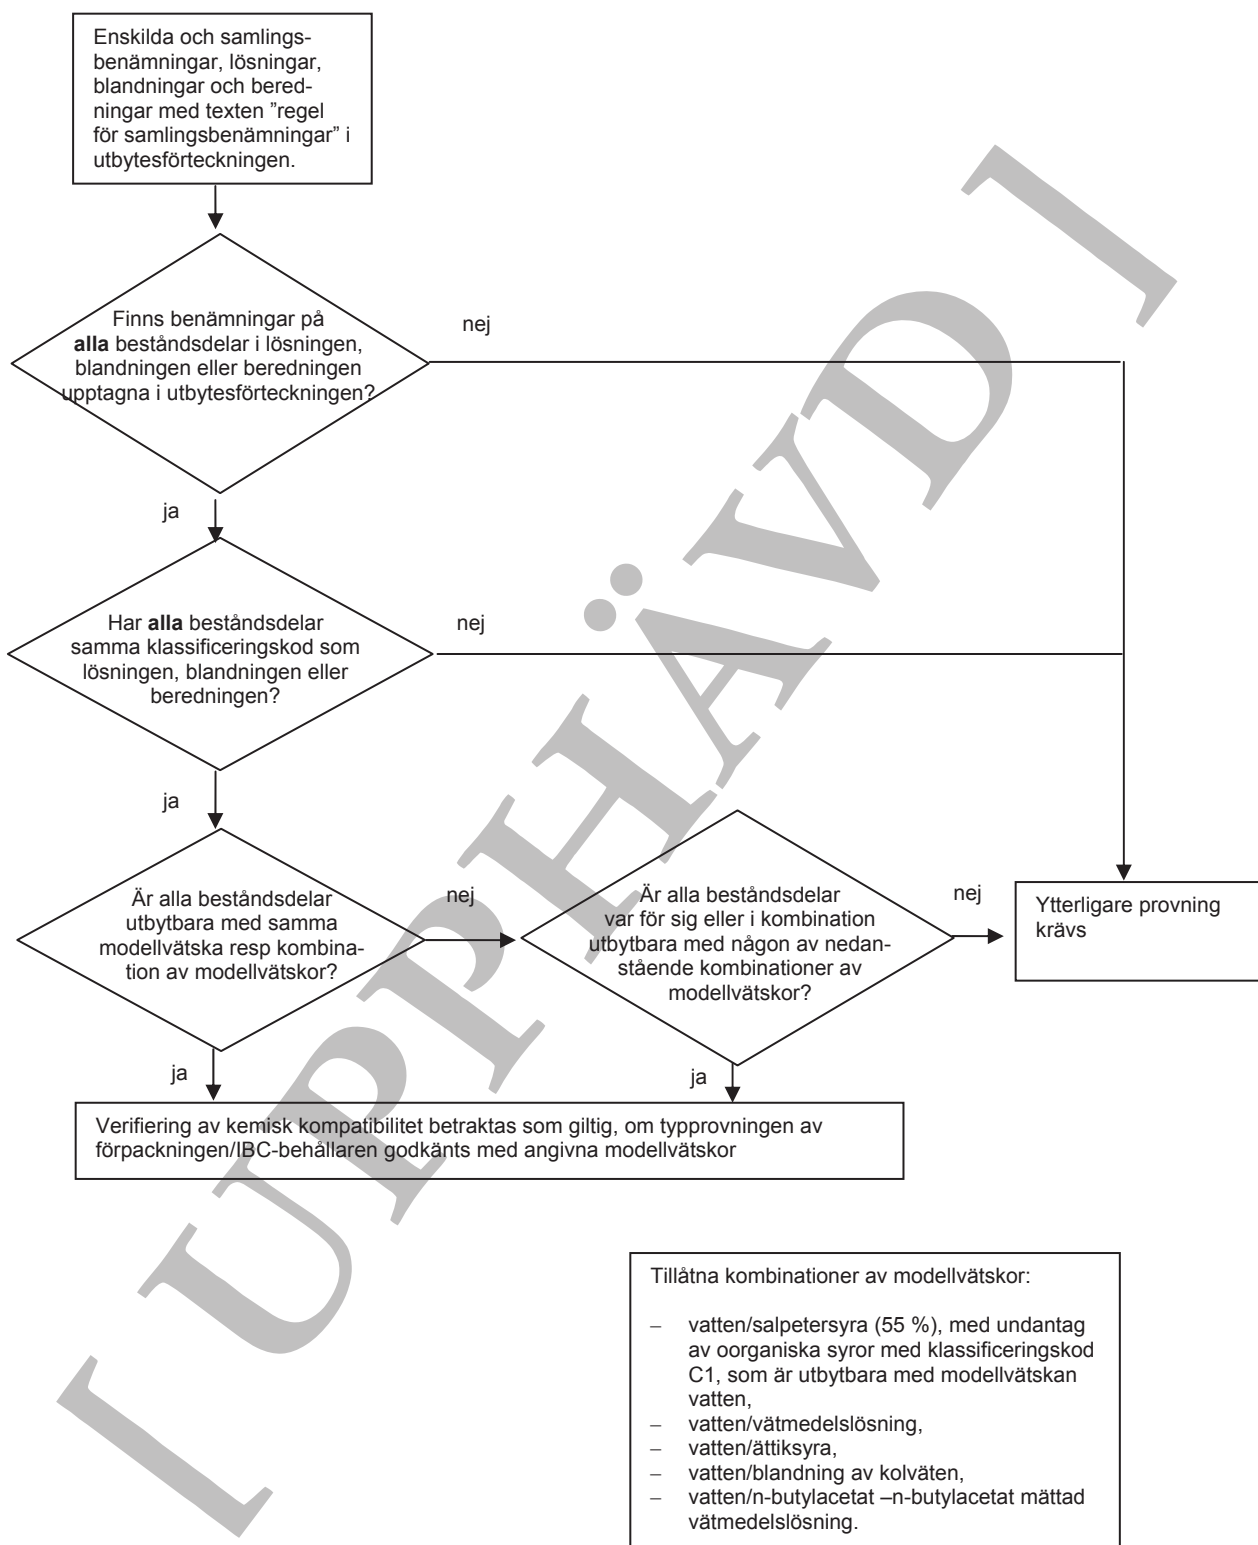 Enskilda och samlings-
benämningar, lösningar,
blandningar och bered-
ningar med texten ”regel
för samlingsbenämningar” i
utbytesförteckningen.
Finns benämningar på
alla beståndsdelar i lösningen,
blandningen eller beredningen
upptagna i utbytesförteckningen?
nej
ja
Har alla beståndsdelar
samma klassificeringskod som
lösningen, blandningen eller
beredningen?
nej
ja
Är alla beståndsdelar
utbytbara med samma
modellvätska resp kombina-
tion av modellvätskor?
nej
Är alla beståndsdelar
var för sig eller i kombination
utbytbara med någon av nedan-
stående kombinationer av
modellvätskor?
nej
Ytterligare provning
krävs
ja
ja
Verifiering av kemisk kompatibilitet betraktas som giltig, om typprovningen av
förpackningen/IBC-behållaren godkänts med angivna modellvätskor
Tillåtna kombinationer av modellvätskor:
– vatten/salpetersyra (55 %), med undantag
av oorganiska syror med klassificeringskod
C1, som är utbytbara med modellvätskan
vatten,
– vatten/vätmedelslösning,
– vatten/ättiksyra,
– vatten/blandning av kolväten,
– vatten/n-butylacetat –n-butylacetat mättad
vätmedelslösning.
[ UPPHÄVD ]